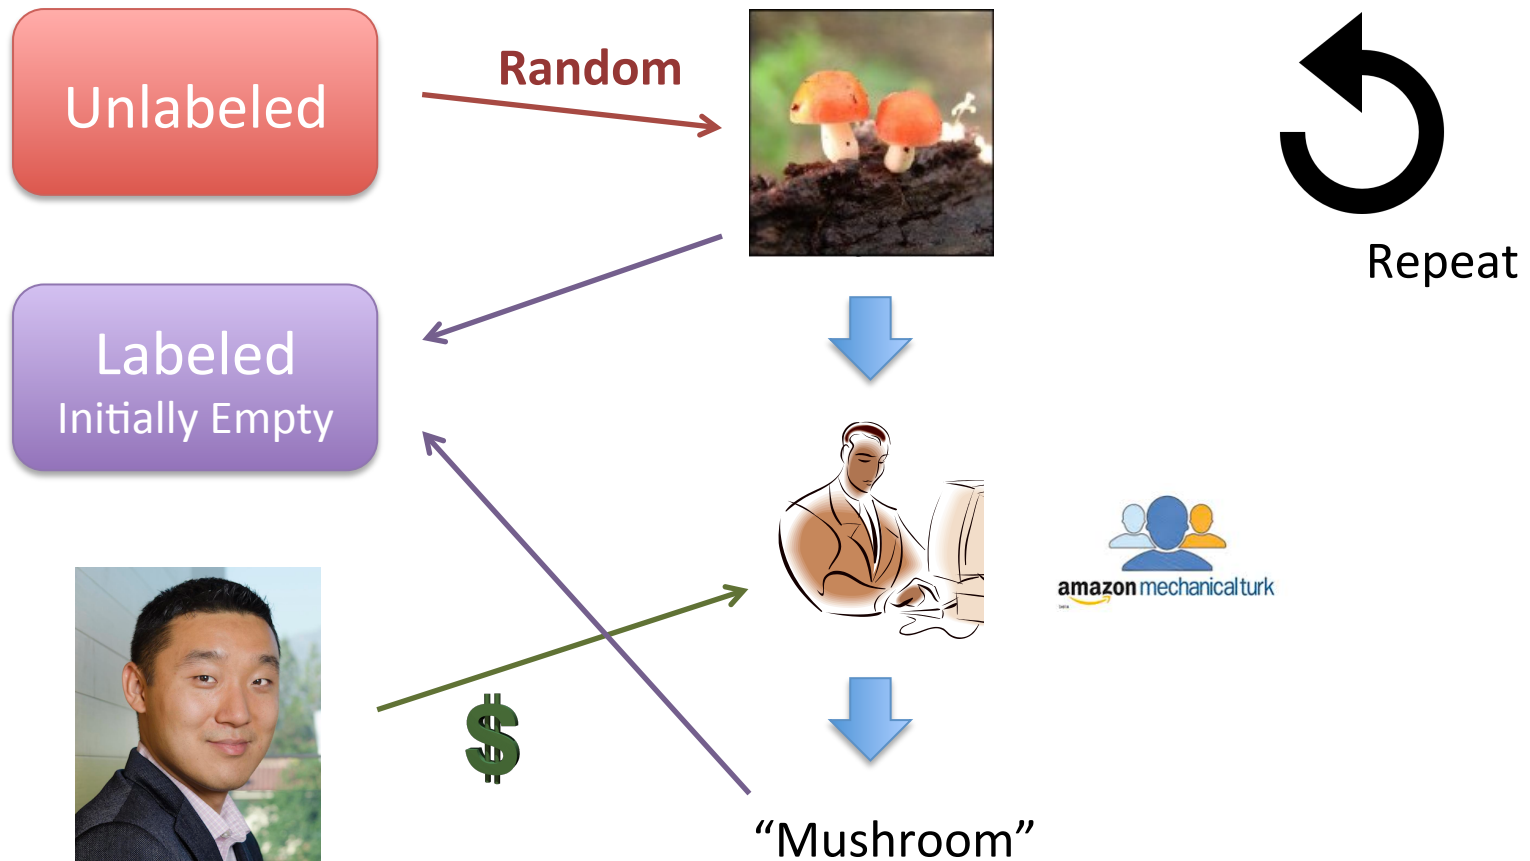 Unlabeled
Random
Repeat
Labeled
Initially Empty
amazon mechanical turk
$
“Mushroom”